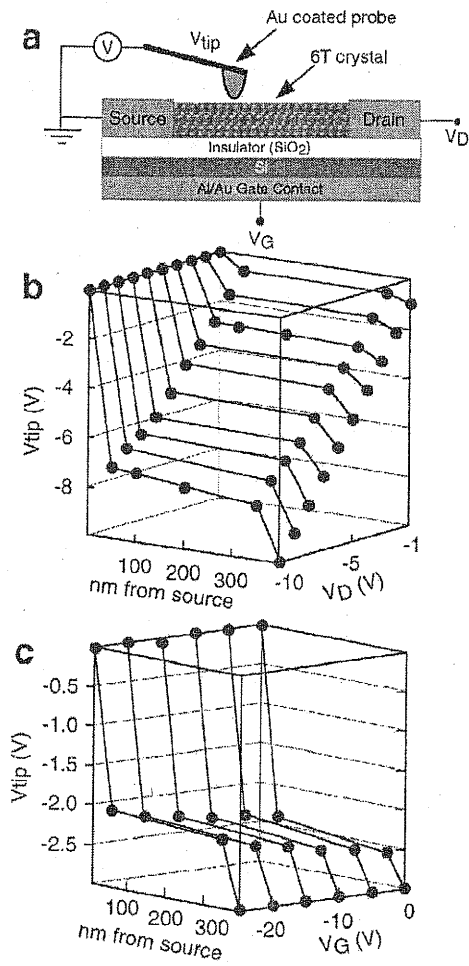 a
Au coated probe
Vtip
V
6T crystal
Source
Drain
VD
Insulator (SiO2)
Si
Al/Au Gate Contact
VG
b
-2
-4
-6
-8
Vtip (V)
100
200
300
nm from source
-10
-5
-1
VD (V)
c
-0.5
-1.0
-1.5
-2.0
-2.5
Vtip (V)
100
200
300
nm from source
-20
-10
0
VG (V)